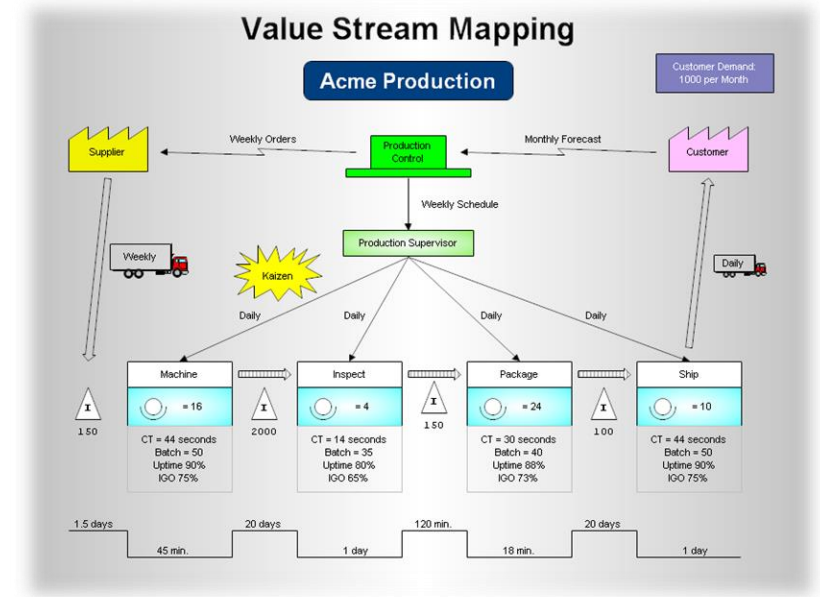 Value Stream Mapping
Acme Production
Customer Demand:
1000 per Month
Supplier
Weekly Orders
Production
Control
Monthly Forecast
Customer
Weekly Schedule
Production Supervisor
Weekly
Kaizen
Daily
Daily
Daily
Daily
Daily
Machine
Inspect
Package
Ship
I
= 16
I
= 4
I
= 24
I
= 10
150
2000
150
100
CT = 44 seconds
Batch = 50
Uptime 90%
IGO 75%
CT = 14 seconds
Batch = 35
Uptime 80%
IGO 65%
CT = 30 seconds
Batch = 40
Uptime 88%
IGO 73%
CT = 44 seconds
Batch = 50
Uptime 90%
IGO 75%
1.5 days
45 min.
20 days
1 day
120 min.
18 min.
20 days
1 day